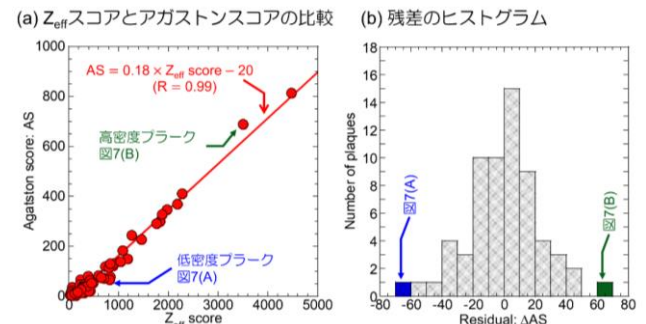 (a) Zeffスコアとアガストンスコアの比較
1000
800
600
400
200
0
Agatston score: AS
AS = 0.18 × Zeff score − 20
(R = 0.99)
高密度プラーク
図7(B)
低密度プラーク
図7(A)
0 1000 2000 3000 4000 5000
Zeff score
(b) 残差のヒストグラム
18
16
14
12
10
8
6
4
2
0
Number of plaques
図7(A)
図7(B)
-80 -60 -40 -20 0 20 40 60 80
Residual: ΔAS